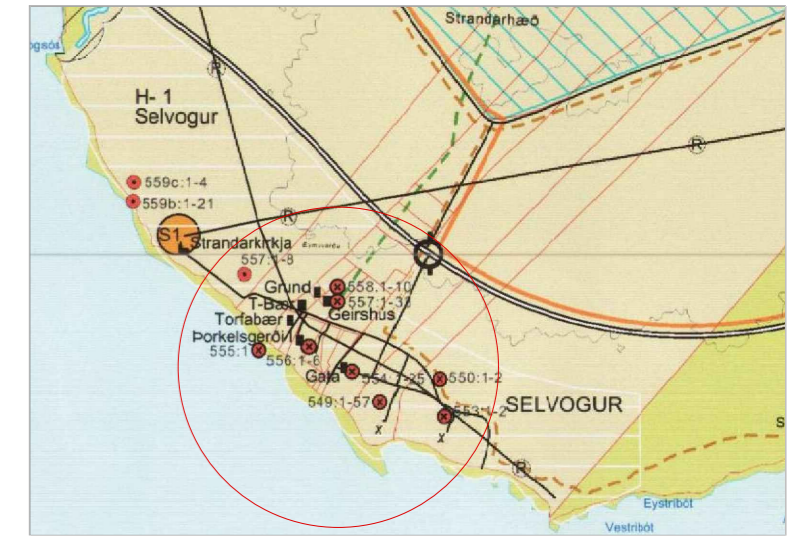 Strandarhæð
ogsós
R
H- 1
Selvogur
R
559c:1-4
559b:1-21
R
S1
Strandarkirkja
557:1-8
Grund
558.1-10
T-Bær
557:1-33
Geirshús
Torfabær
Þorkelsgerði I
555:1
556:1-6
Gata
554:1-25
550:1-2
549:1-57
553:1-2
SELVOGUR
x
x
S
R
Eystribót
Vestribót